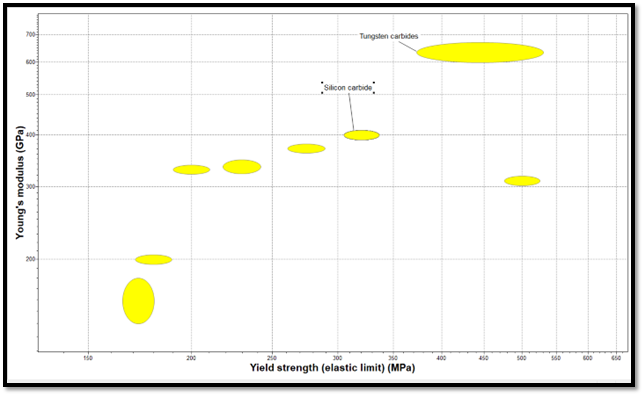 700
Tungsten carbides
600
Silicon carbide
500
400
300
200
Young's modulus (GPa)
150 200 250 300 350 400 450 500 550 600 650
Yield strength (elastic limit) (MPa)